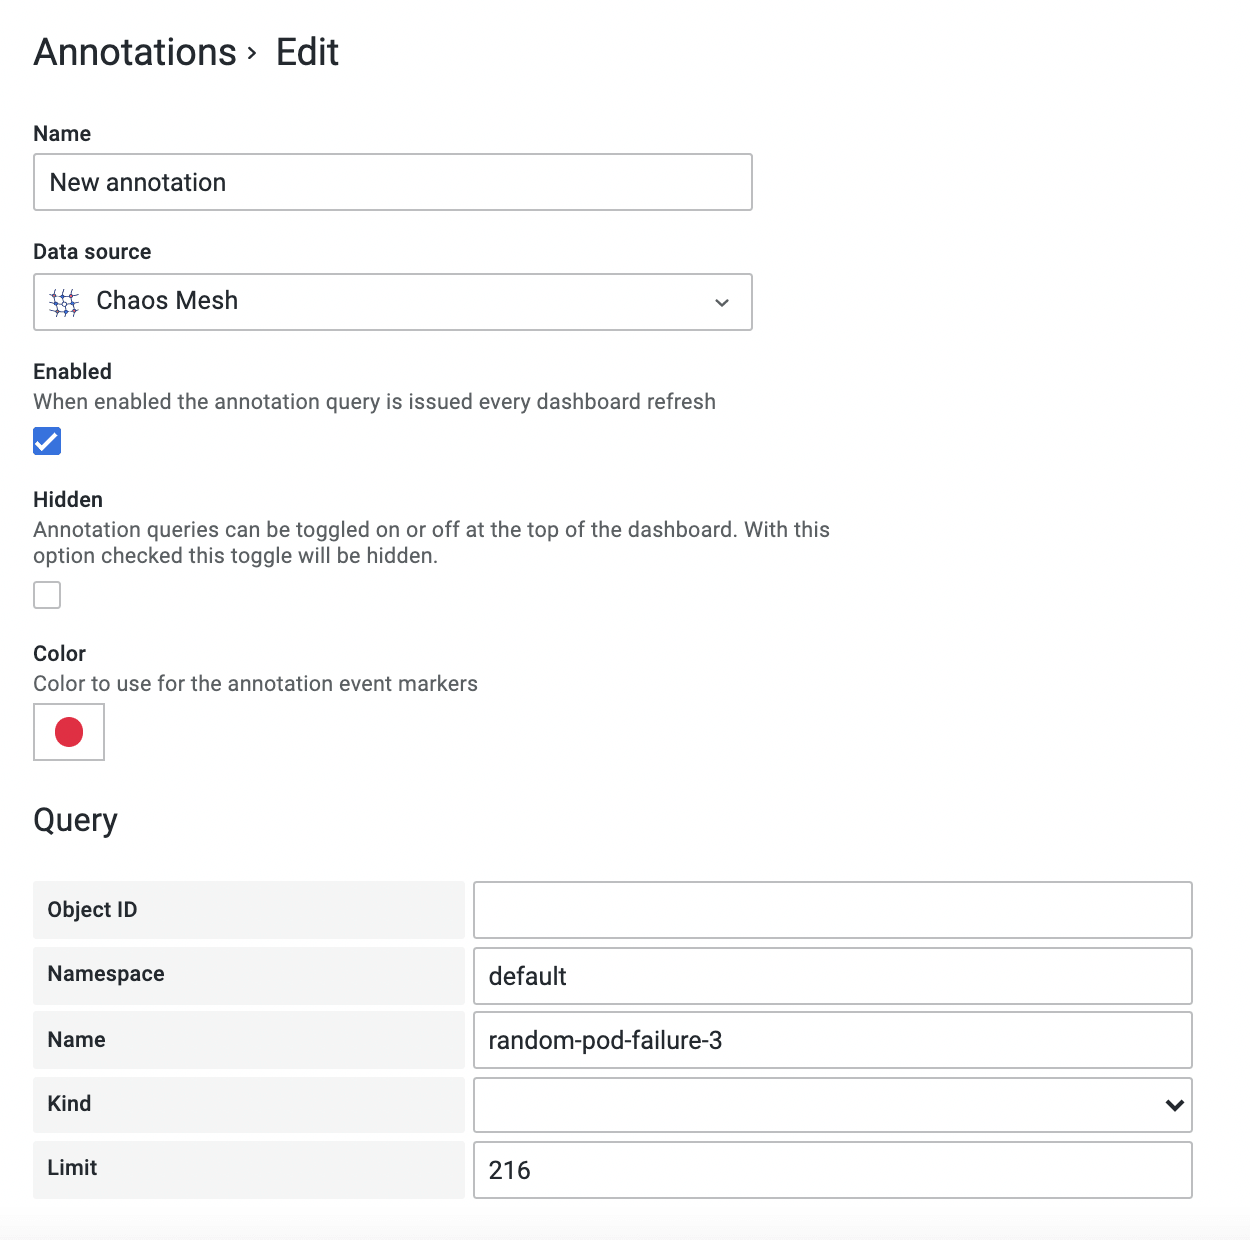 Annotations › Edit
Name
New annotation
Data source
Chaos Mesh
Enabled
When enabled the annotation query is issued every dashboard refresh
Hidden
Annotation queries can be toggled on or off at the top of the dashboard. With this
option checked this toggle will be hidden.
Color
Color to use for the annotation event markers
Query
Object ID
Namespace default
Name random-pod-failure-3
Kind
Limit 216